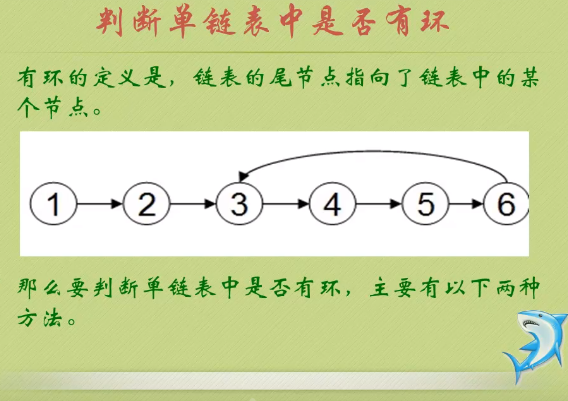 判断单链表中是否有环
有环的定义是，链表的尾节点指向了链表中的某
个节点。
1 2 3 4 5 6
那么要判断单链表中是否有环，主要有以下两种
方法。